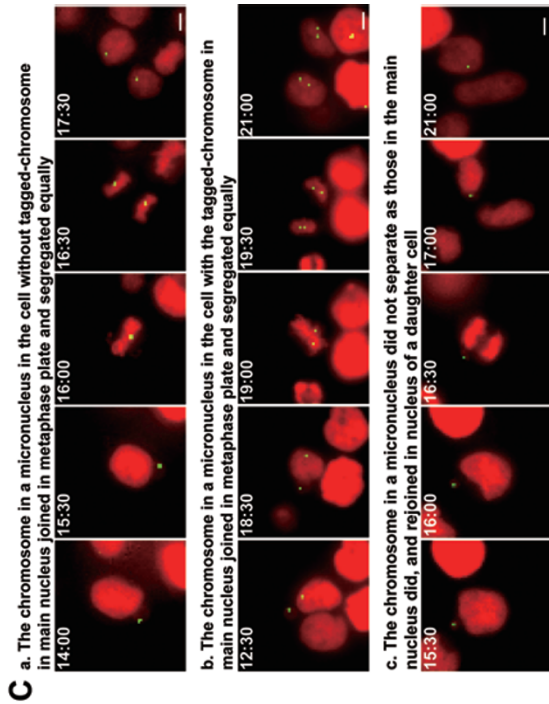 C
a. The chromosome in a micronucleus in the cell without tagged-chromosome
in main nucleus joined in metaphase plate and segregated equally
14:00 15:30 16:00 16:30 17:30
b. The chromosome in a micronucleus in the cell with the tagged-chromosome in
main nucleus joined in metaphase plate and segregated equally
12:30 18:30 19:00 19:30 21:00
c. The chromosome in a micronucleus did not separate as those in the main
nucleus did, and rejoined in nucleus of a daughter cell
15:30 16:00 16:30 17:00 21:00